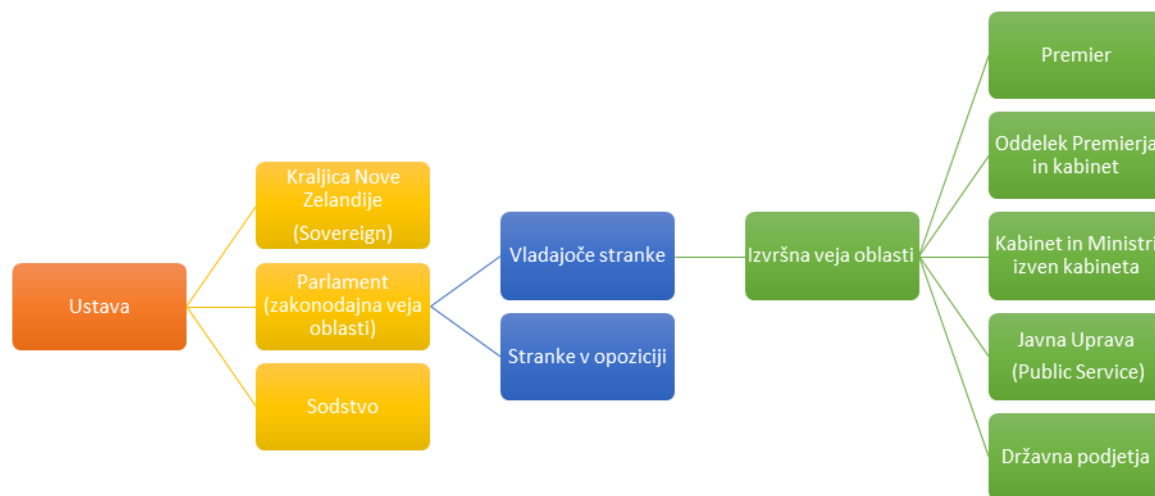 Ustava
Kraljica Nove
Zelandije
(Sovereign)
Parlament
(zakonodajna veja
oblasti)
Sodstvo
Vladajoče stranke
Stranke v opoziciji
Izvršna veja oblasti
Premier
Oddelek Premierja
in kabinet
Kabinet in Ministri
izven kabineta
Javna Uprava
(Public Service)
Državna podjetja